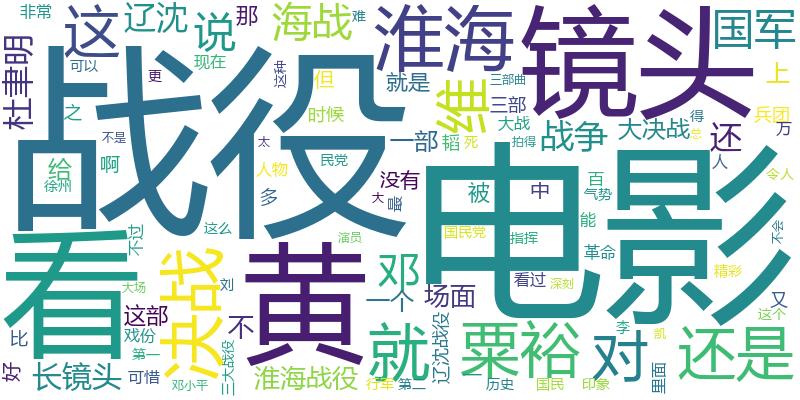 非常
这
辽沈
说
那
海战
难
淮海
镜头
国军
杜聿明
可以
现在
更
这种
但
就是
维
三部曲
三部
上
兵团
战役
之
时候
一部
韬
大战
死
拍得
战争
大决战
还
得
总
万
给
啊
不是
太
民党
没有
电影
徐州
人物
多
大
最
被
中
百
气势
能
人
令人
看
不过
这么
演员
国民党
指挥
革命
不会
决战
黄
邓
看过
深刻
精彩
又
大场
刘
一个
场面
这部
不
就
粟裕
对
还是
这个
比
戏份
第一
三大战役
辽沈战役
李
凯
好
长镜头
可惜
邓小平
淮海战役
行军
第二
一
历史
国民
印象
里面